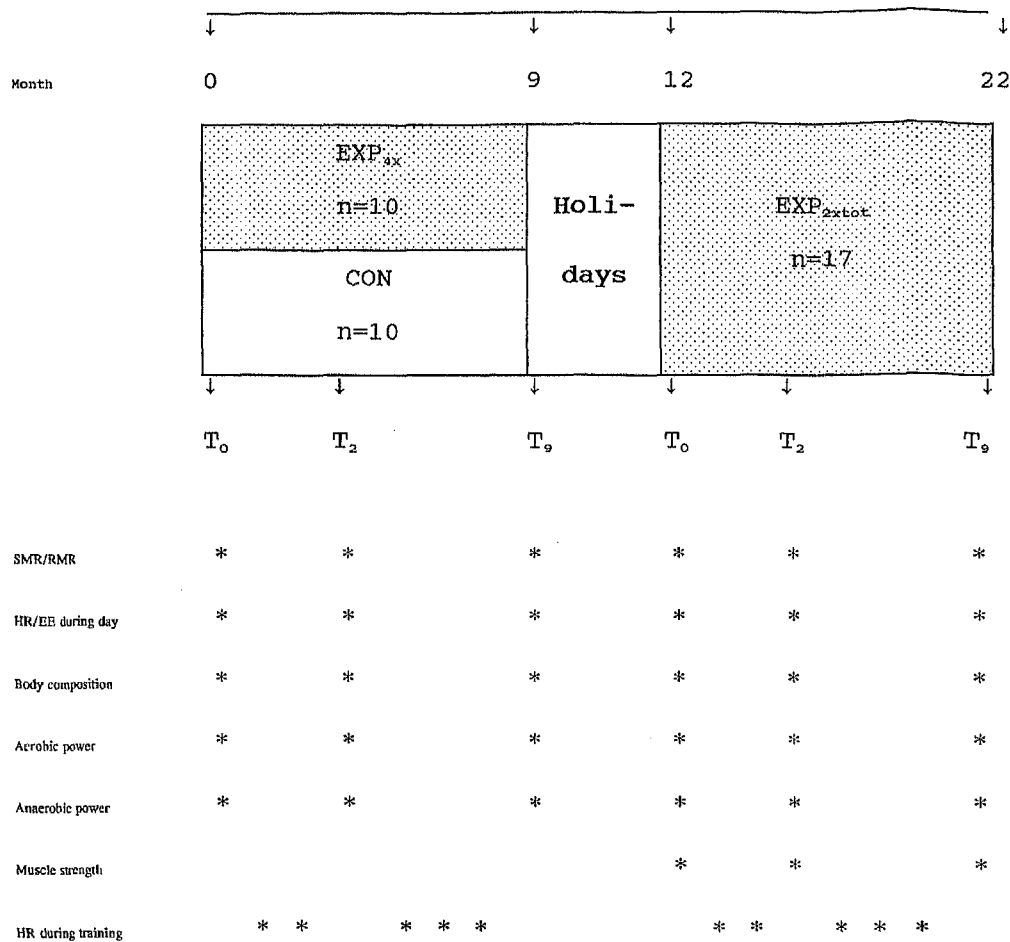 ↓ ↓ ↓ ↓
Month 0 9 12 22
EXP₄ₓ
n=10
CON
n=10
Holi-
days
EXP₂ₓₜₒₜ
n=17
↓ ↓ ↓ ↓ ↓ ↓
T₀ T₂ T₉ T₀ T₂ T₉
SMR/RMR * * * * * *
HR/EE during day * * * * * *
Body composition * * * * * *
Aerobic power * * * * * *
Anaerobic power * * * * * *
Muscle strength * * *
HR during training * * * * * * * * * *